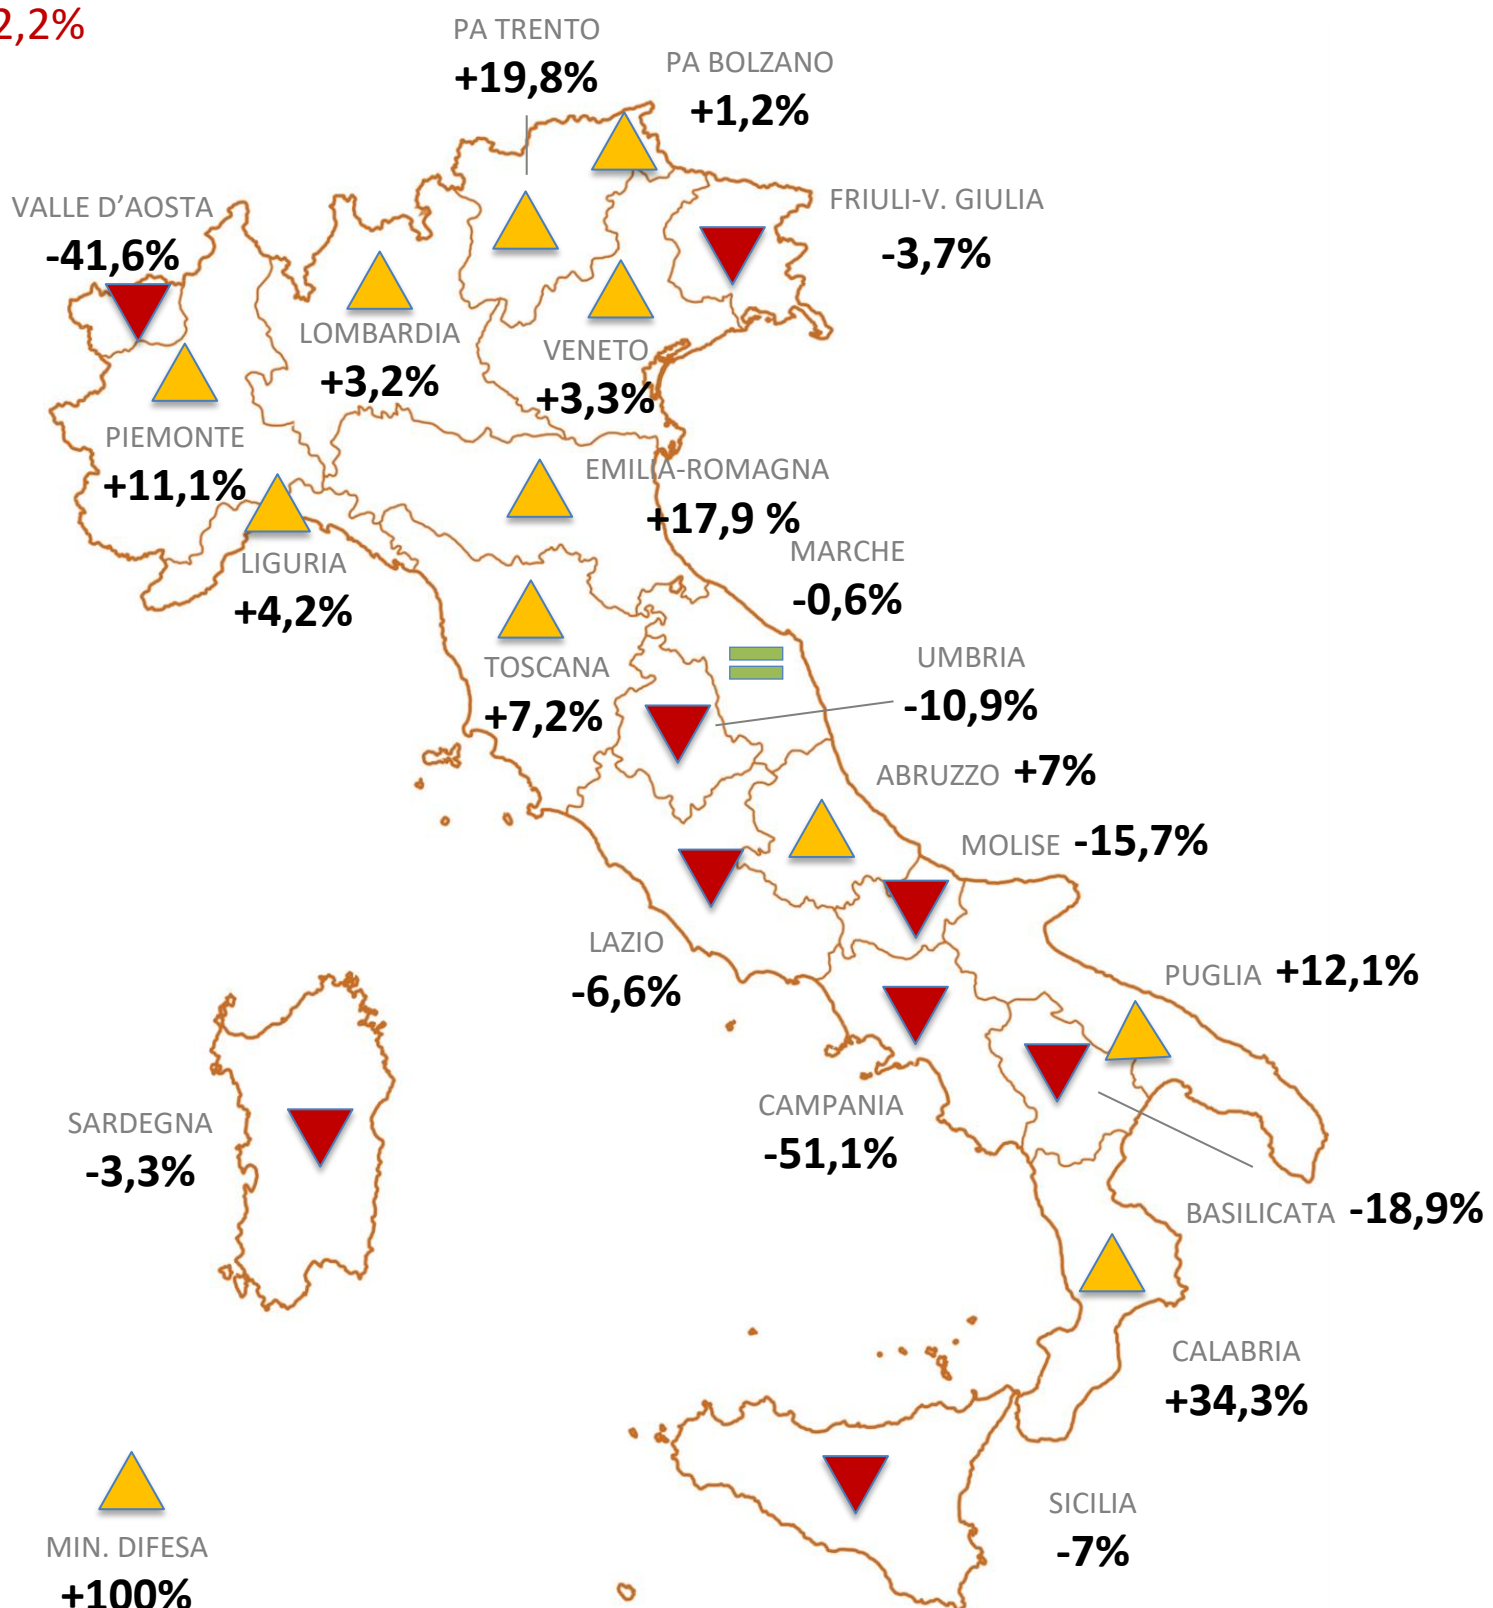 2,2%
PA TRENTO
+19,8%
PA BOLZANO
+1,2%
VALLE D’AOSTA
-41,6%
FRIULI-V. GIULIA
-3,7%
LOMBARDIA
+3,2%
VENETO
+3,3%
PIEMONTE
+11,1%
EMILIA-ROMAGNA
+17,9 %
LIGURIA
+4,2%
MARCHE
-0,6%
TOSCANA
+7,2%
UMBRIA
-10,9%
ABRUZZO +7%
MOLISE -15,7%
LAZIO
-6,6%
PUGLIA +12,1%
CAMPANIA
-51,1%
SARDEGNA
-3,3%
BASILICATA -18,9%
CALABRIA
+34,3%
SICILIA
-7%
MIN. DIFESA
+100%